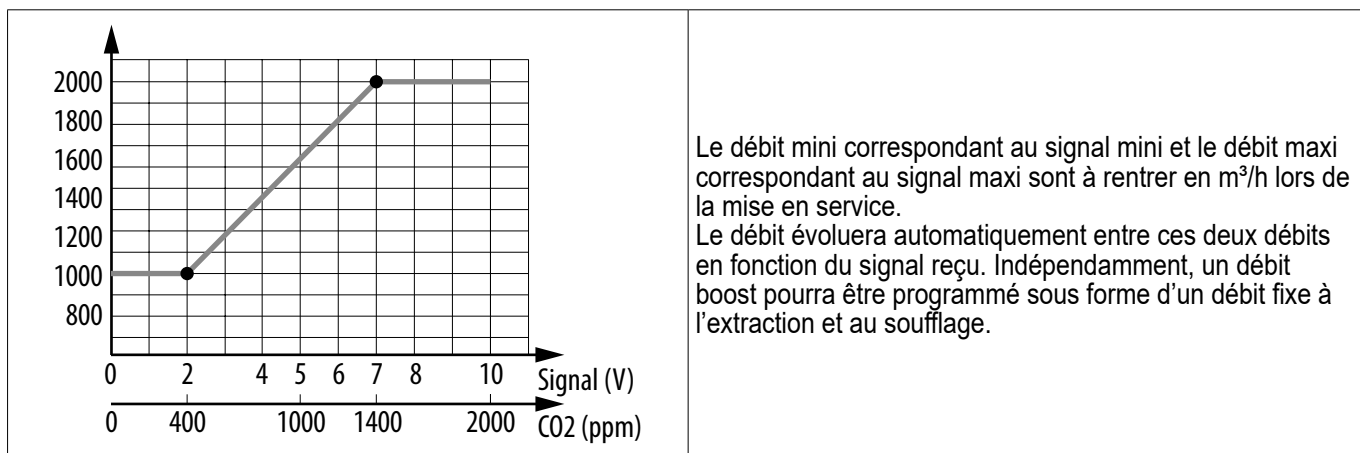 2000
1800
1600
1400
1200
1000
800
0 2 4 5 6 7 8 10 Signal (V)
0 400 1000 1400 2000 CO2 (ppm)
Le débit mini correspondant au signal mini et le débit maxi
correspondant au signal maxi sont à rentrer en m³/h lors de
la mise en service.
Le débit évoluera automatiquement entre ces deux débits
en fonction du signal reçu. Indépendamment, un débit
boost pourra être programmé sous forme d'un débit fixe à
l'extraction et au soufflage.